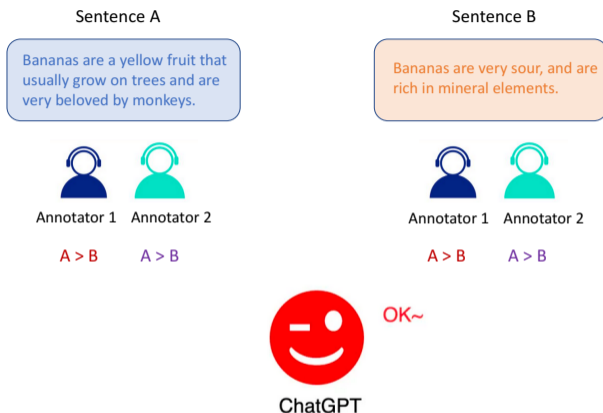 Sentence A
Sentence B
Bananas are a yellow fruit that
usually grow on trees and are
very beloved by monkeys.
Bananas are very sour, and are
rich in mineral elements.
Annotator 1
Annotator 2
Annotator 1
Annotator 2
A > B
A > B
A > B
A > B
OK~
ChatGPT